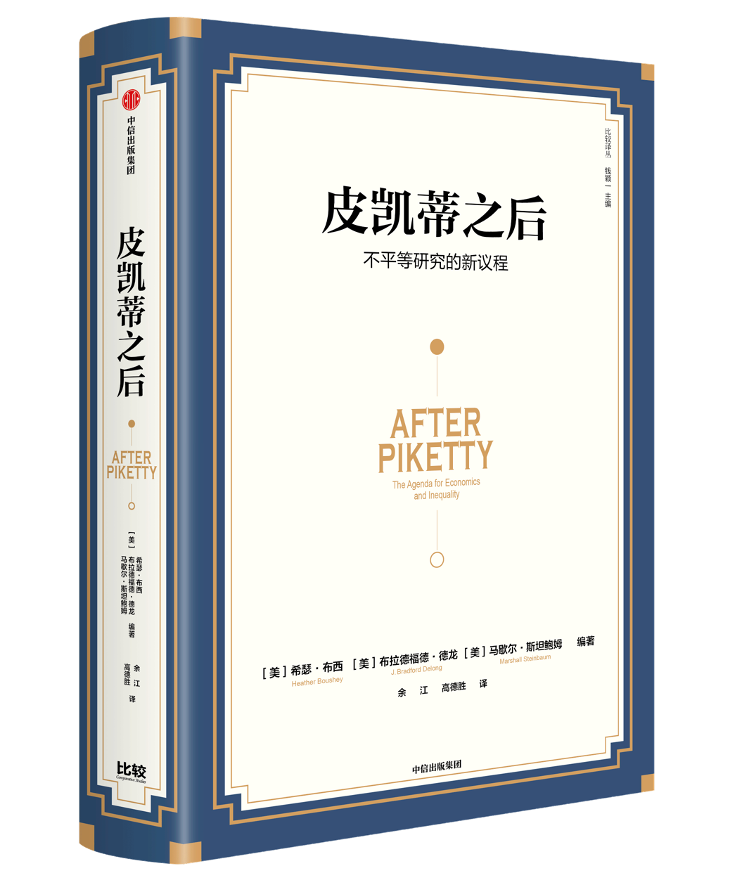 中信出版集团
皮凯蒂之后
AFTER
PIKETTY
[美]
希瑟·布西
布拉德福德·德龙
马歇尔·斯坦鲍姆
编著
余江
高德胜
译
比较
Comparative Studies
比较译丛 钱颖一 主编
皮凯蒂之后
不平等研究的新议程
AFTER
PIKETTY
The Agenda for Economics
and Inequality
[美]希瑟·布西 [美]布拉德福德·德龙 [美]马歇尔·斯坦鲍姆 编著
Heather Boushey J. Bradford Delong Marshall Steinbaum
余 江 高德胜 译
中信出版集团